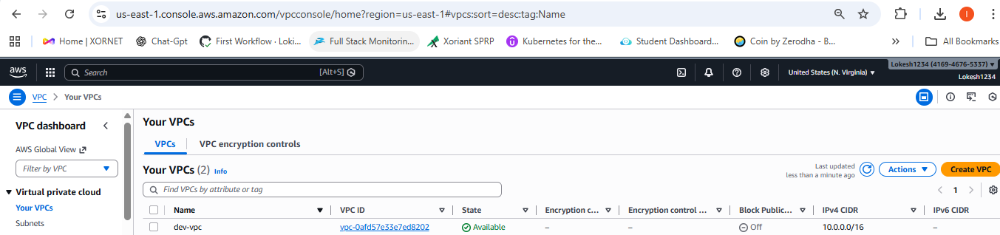 us-east-1.console.aws.amazon.com/vpcconsole/home?region=us-east-1#vpcs:sort=desc:tag:Name
I
Home | XORNET Chat-Gpt First Workflow · Loki... Full Stack Monitorin... Xoriant SPRP Kubernetes for the... Student Dashboard... Coin by Zerodha - B... » All Bookmarks
aws Search [Alt+S] United States (N. Virginia) Lokesh1234 (4169-4676-5337)
Lokesh1234
VPC > Your VPCs
VPC dashboard
AWS Global View
Filter by VPC
Virtual private cloud
Your VPCs
Subnets
Your VPCs
VPCs VPC encryption controls
Your VPCs (2) Info
Last updated
less than a minute ago
Actions
Create VPC
Find VPCs by attribute or tag
1
Name VPC ID State Encryption c... Encryption control ... Block Public... IPv4 CIDR IPv6 CIDR
dev-vpc vpc-0afd57e33e7ed8202 Available – – Off 10.0.0.0/16 –